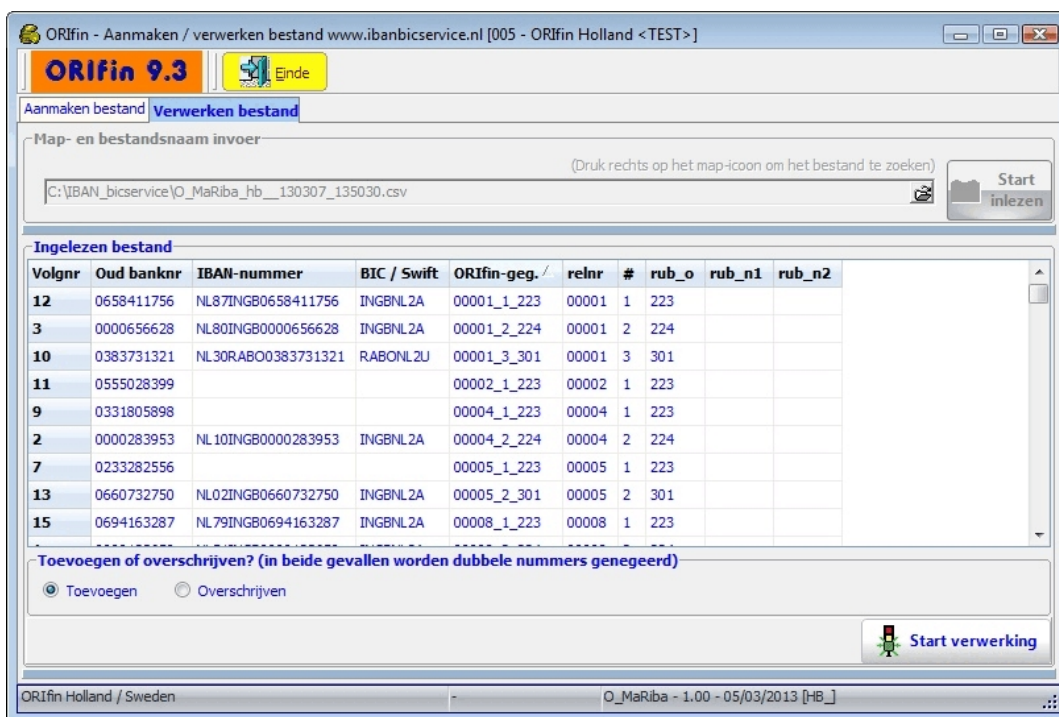 ORIfin - Aanmaken / verwerken bestand www.ibanbicservice.nl [005 - ORIfin Holland <TEST>]
ORIfin 9.3 Einde
Aanmaken bestand Verwerken bestand
Map- en bestandsnaam invoer
(Druk rechts op het map-icoon om het bestand te zoeken)
C:\IBAN_bicservice\O_MaRiba_hb__130307_135030.csv
Start inlezen
Ingelezen bestand
Volgnr Oud banknr IBAN-nummer BIC / Swift ORIfin-geg. relnr # rub_o rub_n1 rub_n2
12 0658411756 NL87INGB0658411756 INGBNL2A 00001_1_223 00001 1 223
3 0000656628 NL80INGB0000656628 INGBNL2A 00001_2_224 00001 2 224
10 0383731321 NL30RABO0383731321 RABONL2U 00001_3_301 00001 3 301
11 0555028399 00002_1_223 00002 1 223
9 0331805898 00004_1_223 00004 1 223
2 0000283953 NL10INGB0000283953 INGBNL2A 00004_2_224 00004 2 224
7 0233282556 00005_1_223 00005 1 223
13 0660732750 NL02INGB0660732750 INGBNL2A 00005_2_301 00005 2 301
15 0694163287 NL79INGB0694163287 INGBNL2A 00008_1_223 00008 1 223
Toevoegen of overschrijven? (in beide gevallen worden dubbele nummers genegeerd)
Toevoegen Overschrijven
Start verwerking
ORIfin Holland / Sweden - O_MaRiba - 1.00 - 05/03/2013 [HB_]